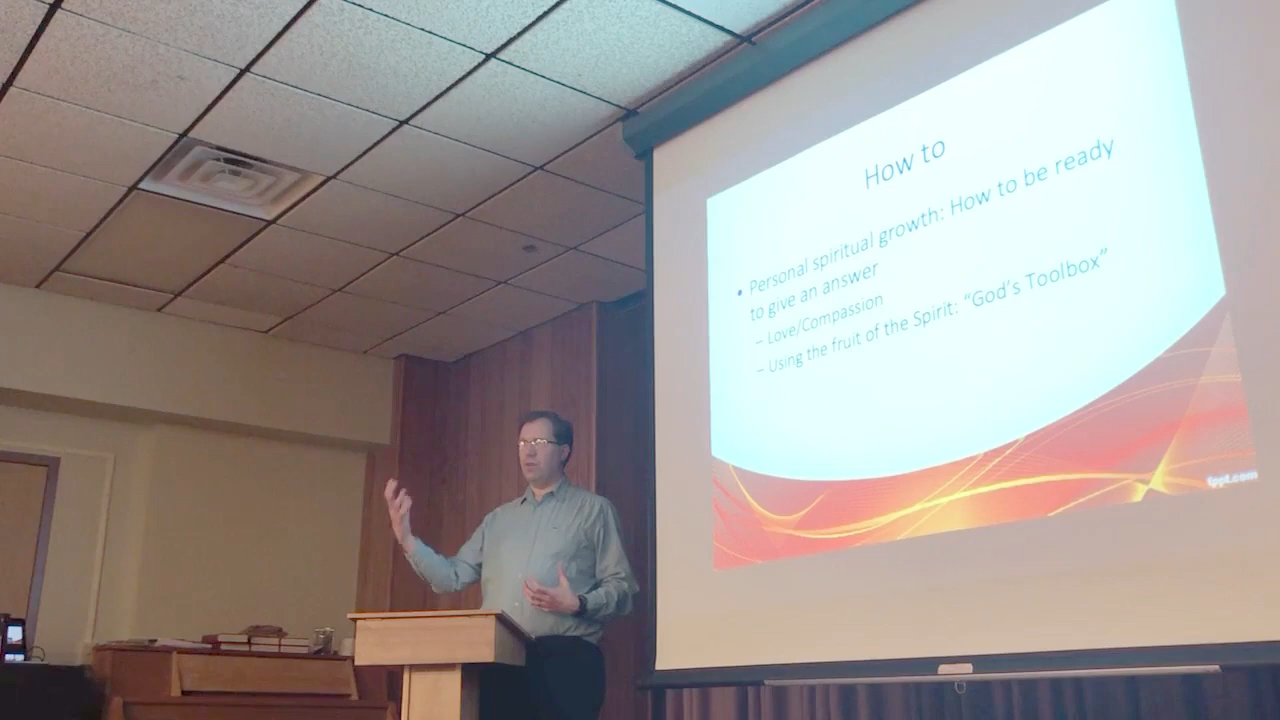 How to
• Personal spiritual growth: How to be ready
to give an answer
– Love/Compassion
– Using the fruit of the Spirit: “God’s Toolbox”
fppt.com